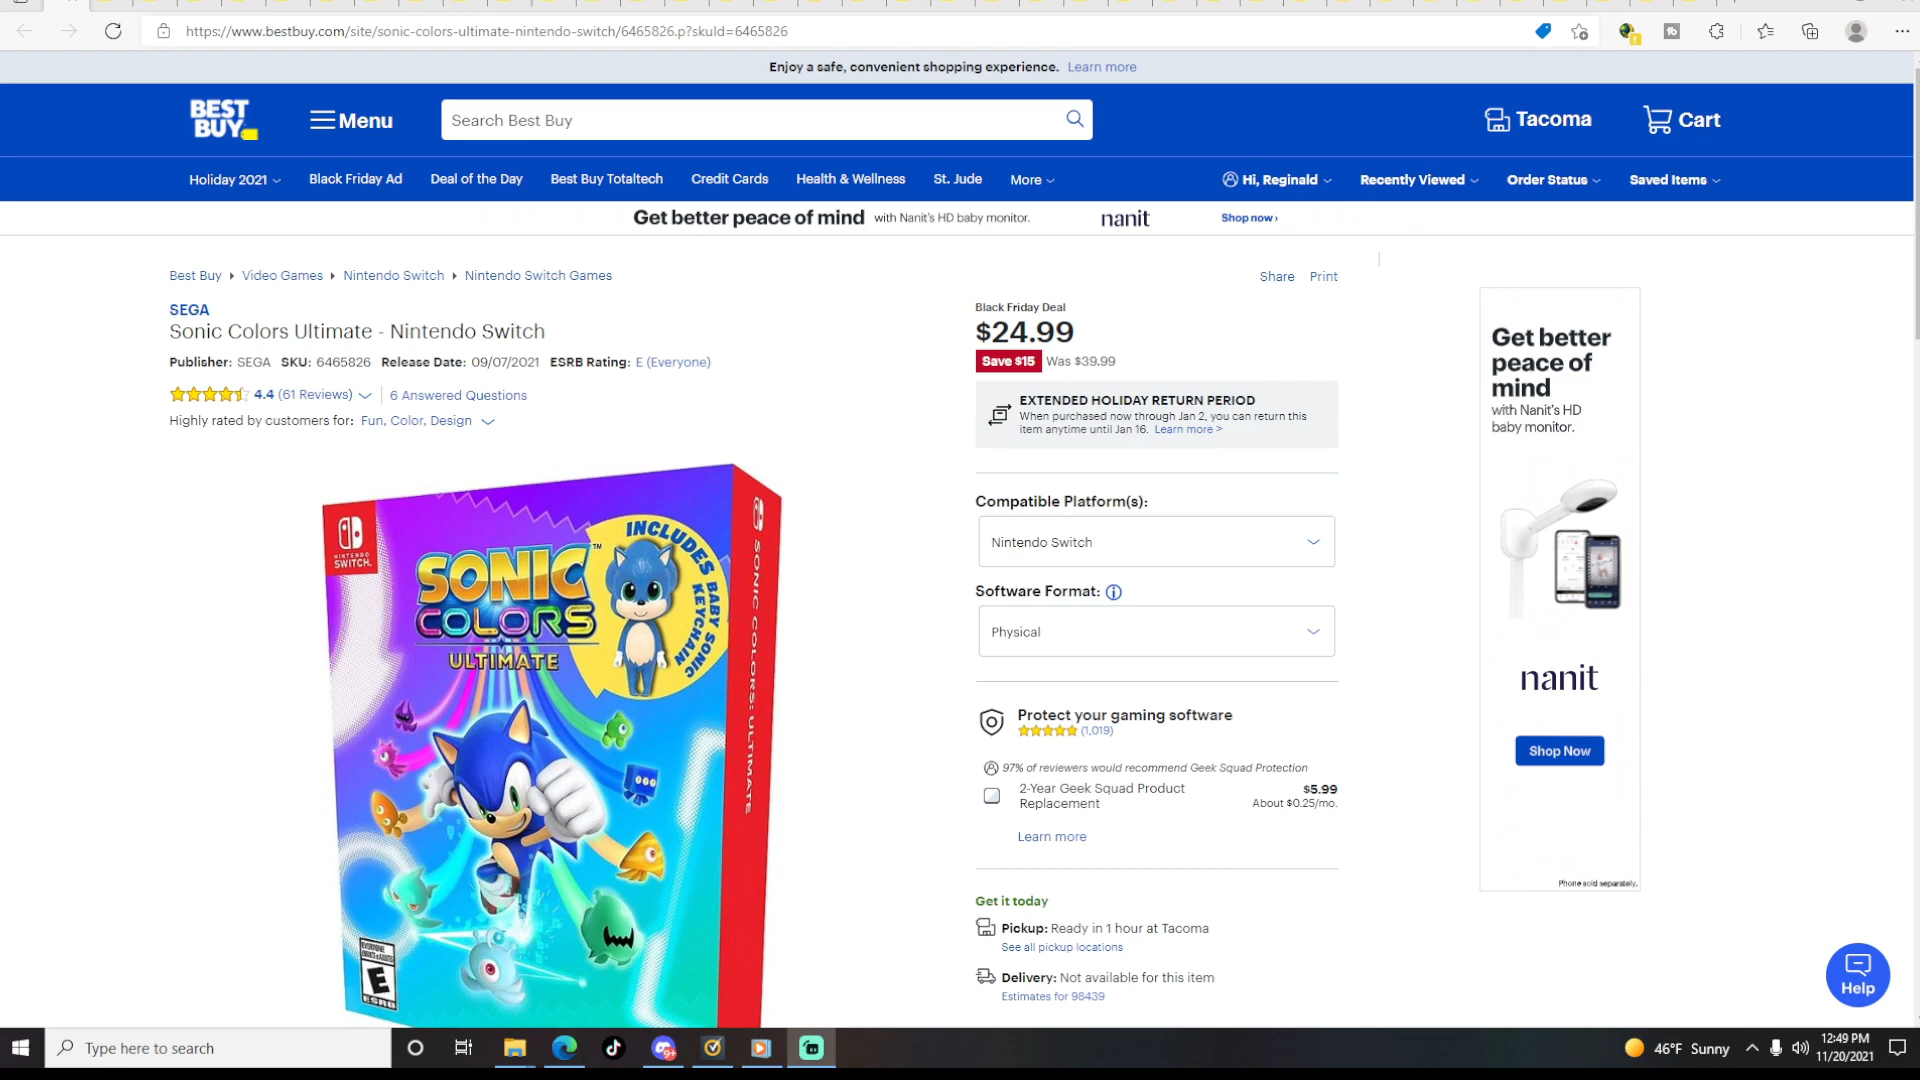 https://www.bestbuy.com/site/sonic-colors-ultimate-nintendo-switch/6465826.p?skuId=6465826
Enjoy a safe, convenient shopping experience. Learn more
BEST BUY
Menu
Search Best Buy
Tacoma
Cart
Holiday 2021
Black Friday Ad
Deal of the Day
Best Buy Totaltech
Credit Cards
Health & Wellness
St. Jude
More
Hi, Reginald
Recently Viewed
Order Status
Saved Items
Get better peace of mind with Nanit's HD baby monitor. nanit Shop now ›
Best Buy Video Games Nintendo Switch Nintendo Switch Games
Share Print
SEGA
Sonic Colors Ultimate - Nintendo Switch
Publisher: SEGA SKU: 6465826 Release Date: 09/07/2021 ESRB Rating: E (Everyone)
4.4 (61 Reviews) 6 Answered Questions
Highly rated by customers for: Fun, Color, Design
NINTENDO
SWITCH™
SONIC
COLORS
ULTIMATE
™
INCLUDES BABY SONIC KEYCHAIN
SONIC COLORS: ULTIMATE
EVERYONE
E
ESRB
Black Friday Deal
$24.99
Save $15 Was $39.99
EXTENDED HOLIDAY RETURN PERIOD
When purchased now through Jan 2, you can return this
item anytime until Jan 16. Learn more >
Compatible Platform(s):
Nintendo Switch
Software Format:
Physical
Protect your gaming software
(1,019)
97% of reviewers would recommend Geek Squad Protection
2-Year Geek Squad Product
Replacement
$5.99
About $0.25/mo.
Learn more
Get it today
Pickup: Ready in 1 hour at Tacoma
See all pickup locations
Delivery: Not available for this item
Estimates for 98439
Get better
peace of
mind
with Nanit's HD
baby monitor.
nanit
Shop Now
Phone sold separately.
Help
Type here to search
9+
46°F Sunny
12:49 PM
11/20/2021